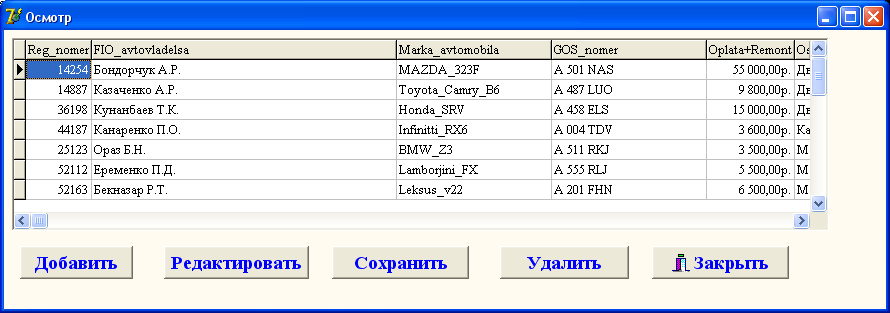 Осмотр
Reg_nomer FIO_avtovladelsa Marka_avtomobila GOS_nomer Oplata+Remont Os
14254 Бондорчук А.Р. MAZDA_323F A 501 NAS 55 000,00р. Дв
14887 Казаченко А.Р. Toyota_Camry_B6 A 487 LUO 9 800,00р. Дв
36198 Кунанбаев Т.К. Honda_SRV A 458 ELS 15 000,00р. Дв
44187 Канаренко П.О. Infinitti_RX6 A 004 TDV 3 600,00р. Ка
25123 Ораз Б.Н. BMW_Z3 A 511 RKJ 3 500,00р. М
52112 Еременко П.Д. Lamborjini_FX A 555 RLJ 5 500,00р. М
52163 Бекназар Р.Т. Leksus_v22 A 201 FHN 6 500,00р. М
Добавить Редактировать Сохранить Удалить Закрыть